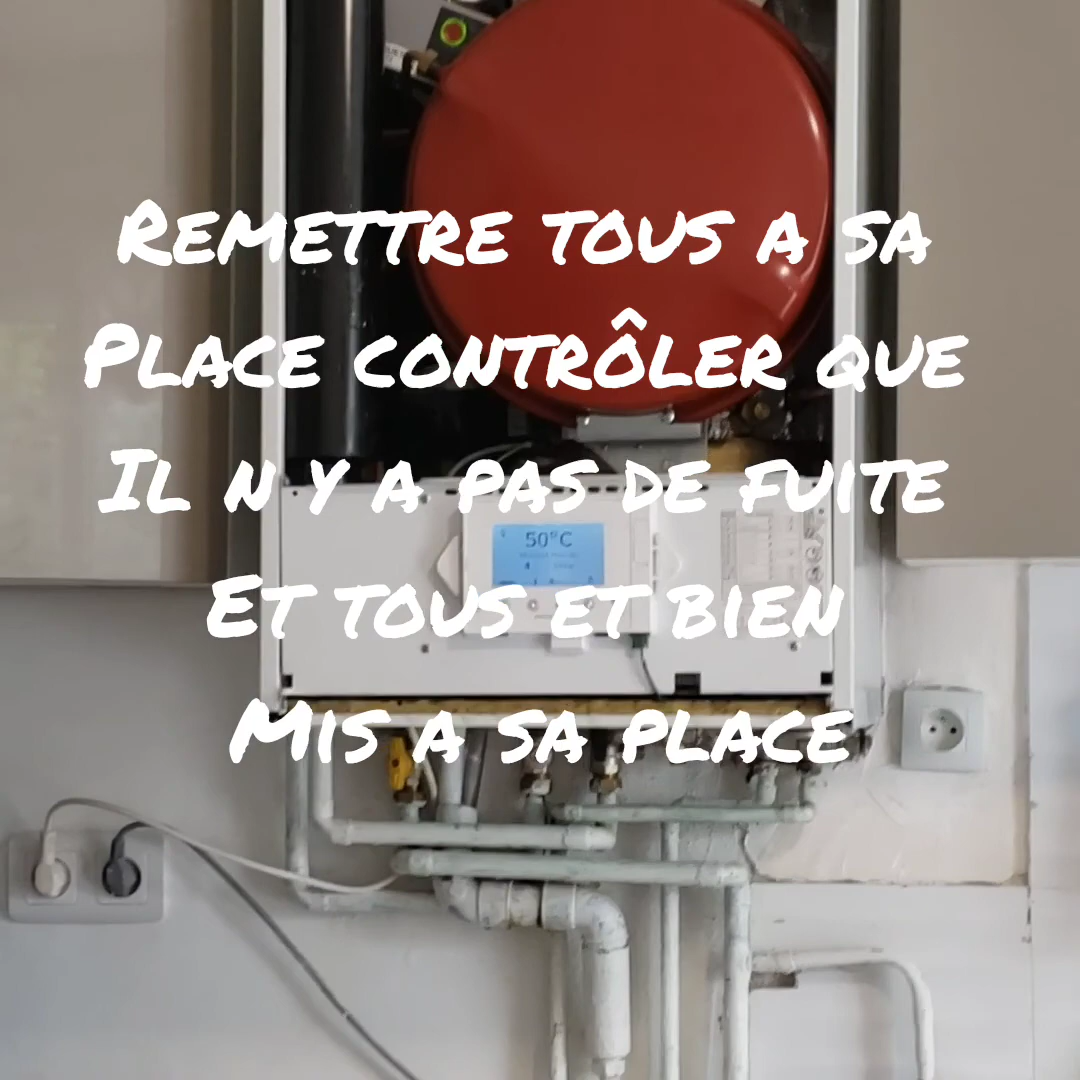 Remettre tous a sa
Place contrôler que
Il n y a pas de fuite
Et tous et bien
Mis a sa place
50°C